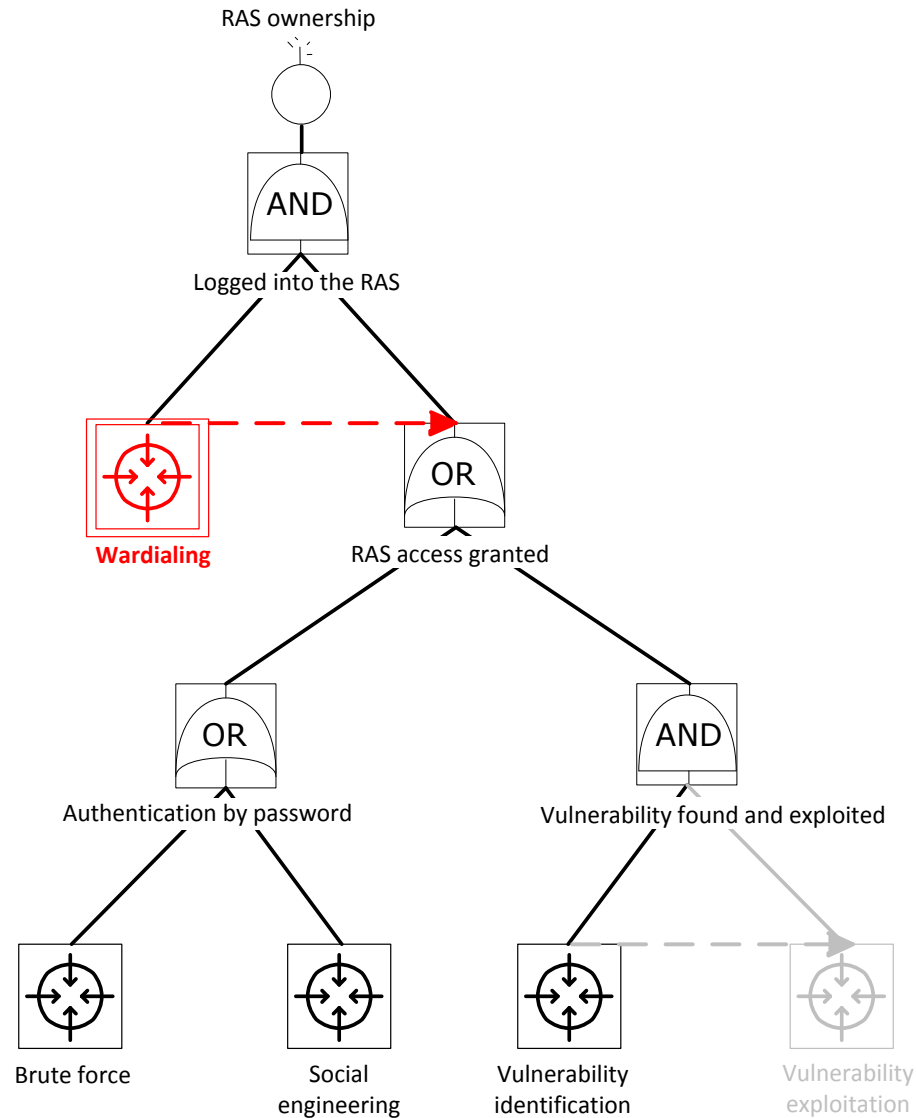 RAS ownership
AND
Logged into the RAS
OR
Wardialing
RAS access granted
OR
AND
Authentication by password
Vulnerability found and exploited
Brute force
Social
engineering
Vulnerability
identification
Vulnerability
exploitation